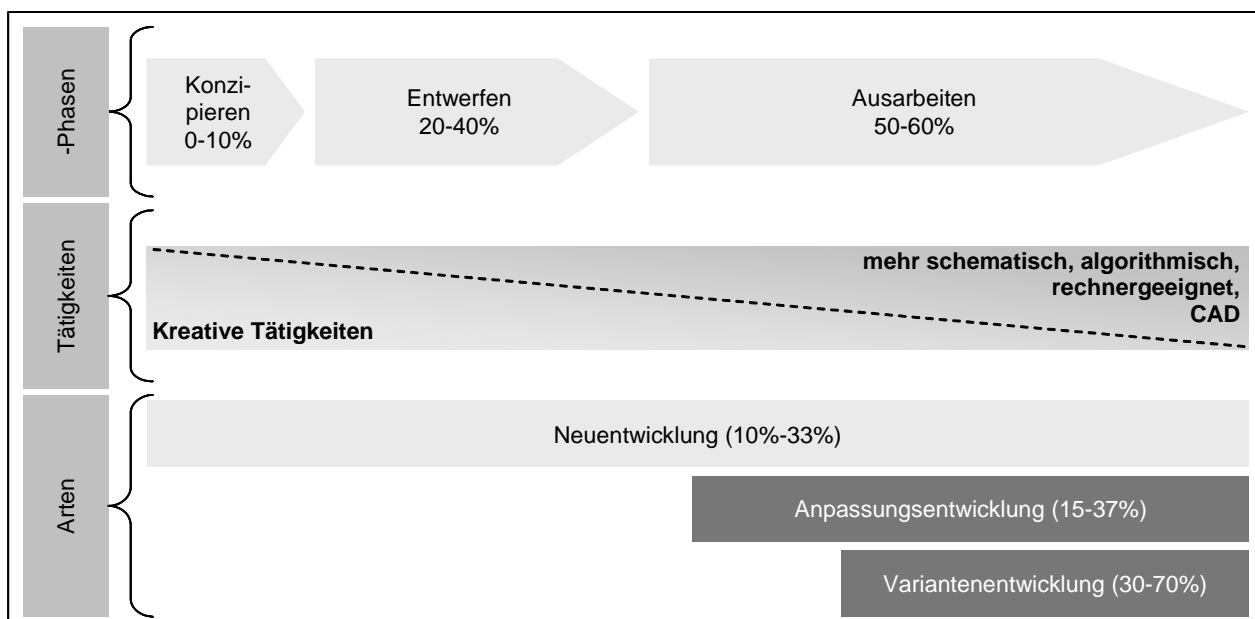 -Phasen
Konzi-
pieren
0-10%
Entwerfen
20-40%
Ausarbeiten
50-60%
Tätigkeiten
mehr schematisch, algorithmisch,
rechnergeeignet,
CAD
Kreative Tätigkeiten
Arten
Neuentwicklung (10%-33%)
Anpassungsentwicklung (15-37%)
Variantenentwicklung (30-70%)